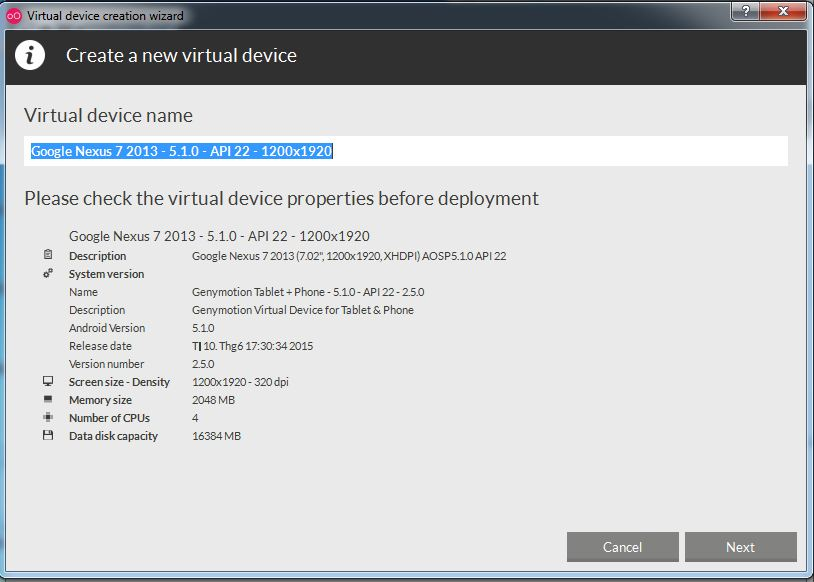 Virtual device creation wizard
?
Create a new virtual device
Virtual device name
Google Nexus 7 2013 - 5.1.0 - API 22 - 1200x1920
Please check the virtual device properties before deployment
Google Nexus 7 2013 - 5.1.0 - API 22 - 1200x1920
Description Google Nexus 7 2013 (7.02", 1200x1920, XHDPI) AOSP5.1.0 API 22
System version
Name Genymotion Tablet + Phone - 5.1.0 - API 22 - 2.5.0
Description Genymotion Virtual Device for Tablet & Phone
Android Version 5.1.0
Release date 10. Thg6 17:30:34 2015
Version number 2.5.0
Screen size - Density 1200x1920 - 320 dpi
Memory size 2048 MB
Number of CPUs 4
Data disk capacity 16384 MB
Cancel Next